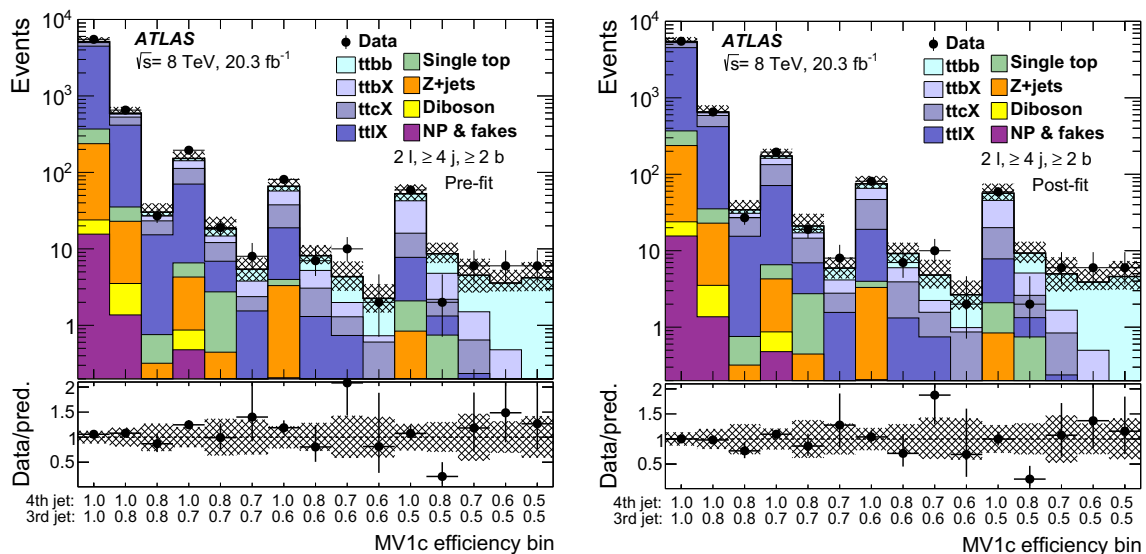 Events
10⁴
10³
10²
10
1
ATLAS
√s= 8 TeV, 20.3 fb⁻¹
Data
ttbb
ttbX
ttcX
ttlX
Single top
Z+jets
Diboson
NP & fakes
2 l, ≥ 4 j, ≥ 2 b
Pre-fit
Data/pred.
2
1.5
1
0.5
4th jet: 1.0 1.0 0.8 1.0 0.8 0.7 1.0 0.8 0.7 0.6 1.0 0.8 0.7 0.6 0.5
3rd jet: 1.0 0.8 0.8 0.7 0.7 0.7 0.6 0.6 0.6 0.6 0.5 0.5 0.5 0.5 0.5
MV1c efficiency bin
Events
10⁴
10³
10²
10
1
ATLAS
√s= 8 TeV, 20.3 fb⁻¹
Data
ttbb
ttbX
ttcX
ttlX
Single top
Z+jets
Diboson
NP & fakes
2 l, ≥ 4 j, ≥ 2 b
Post-fit
Data/pred.
2
1.5
1
0.5
4th jet: 1.0 1.0 0.8 1.0 0.8 0.7 1.0 0.8 0.7 0.6 1.0 0.8 0.7 0.6 0.5
3rd jet: 1.0 0.8 0.8 0.7 0.7 0.7 0.6 0.6 0.6 0.6 0.5 0.5 0.5 0.5 0.5
MV1c efficiency bin